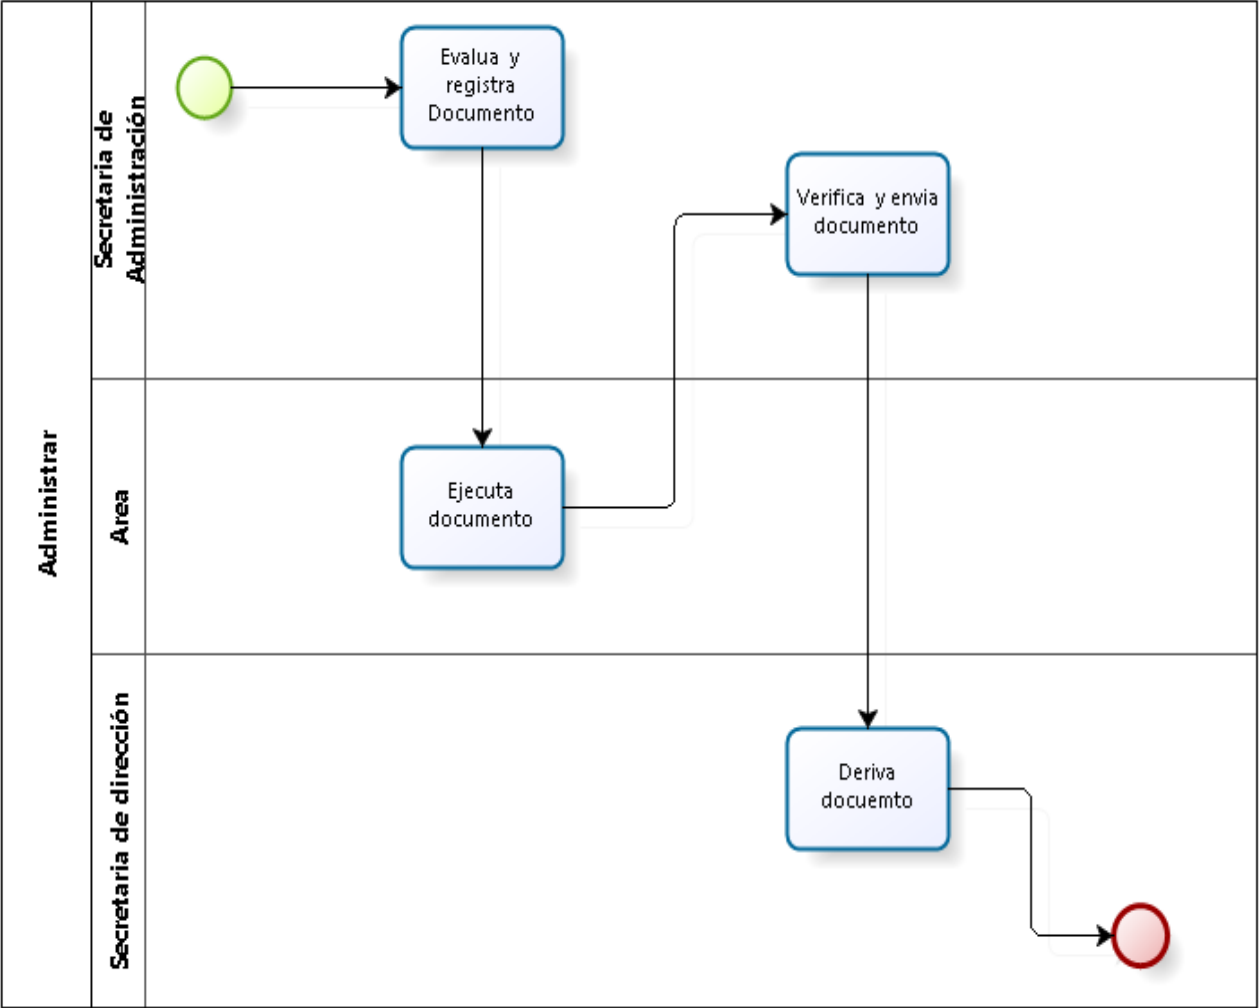 Administrar
Secretaria de
Administración
Evalua y
registra
Documento
Verifica y envia
documento
Area
Ejecuta
documento
Secretaria de dirección
Deriva
docuemto